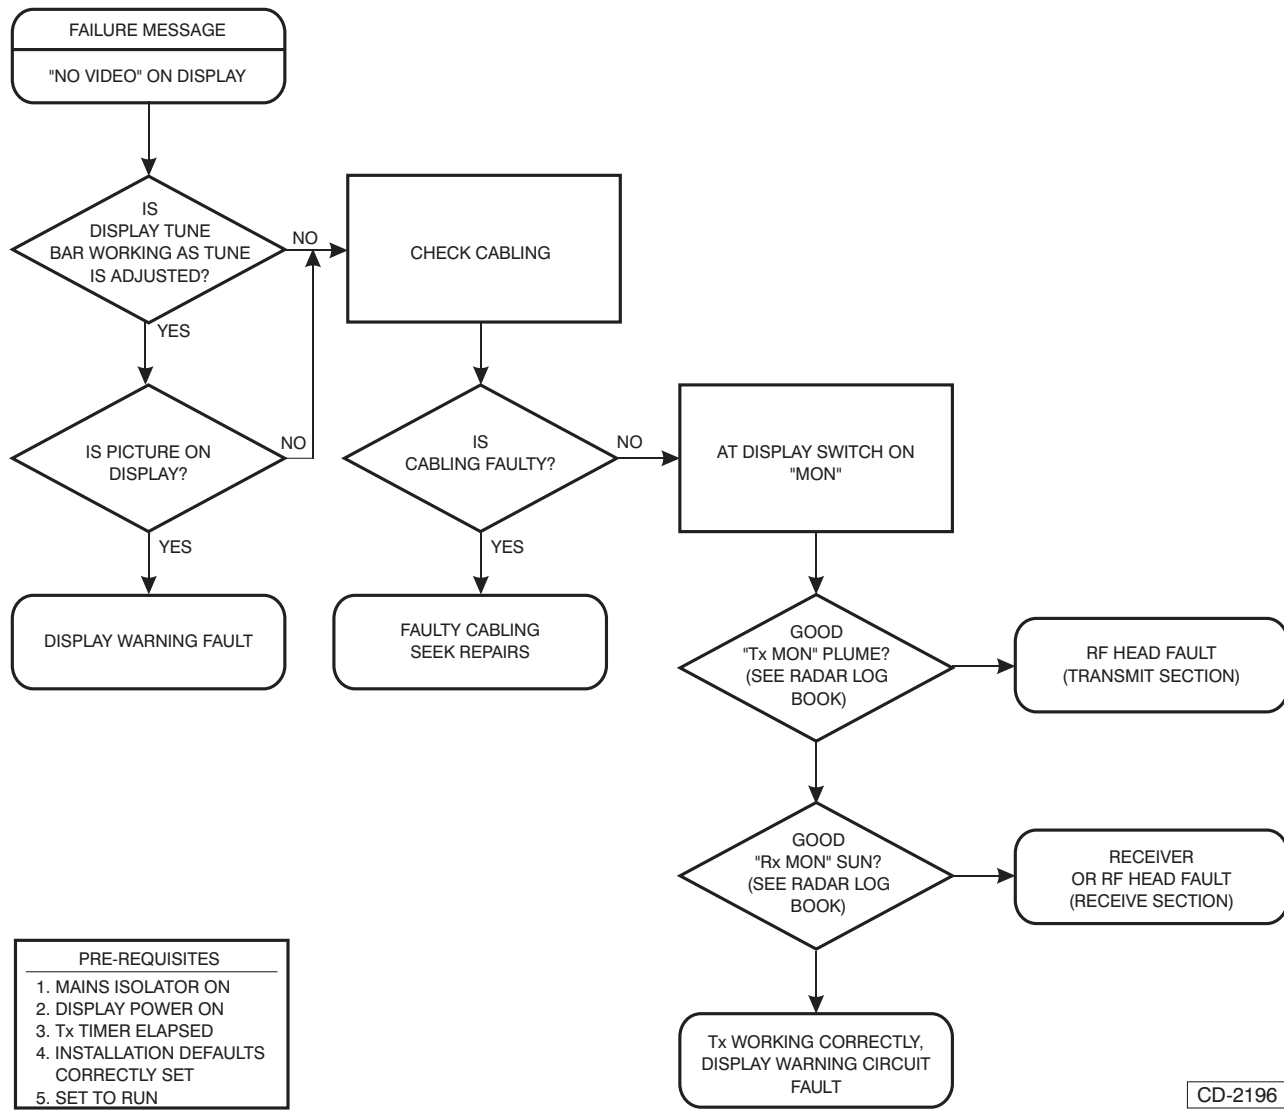 FAILURE MESSAGE
"NO VIDEO" ON DISPLAY
IS
DISPLAY TUNE
BAR WORKING AS TUNE
IS ADJUSTED?
NO
YES
CHECK CABLING
IS PICTURE ON
DISPLAY?
NO
YES
DISPLAY WARNING FAULT
IS
CABLING FAULTY?
NO
YES
FAULTY CABLING
SEEK REPAIRS
AT DISPLAY SWITCH ON
"MON"
GOOD
"Tx MON" PLUME?
(SEE RADAR LOG
BOOK)
RF HEAD FAULT
(TRANSMIT SECTION)
GOOD
"Rx MON" SUN?
(SEE RADAR LOG
BOOK)
RECEIVER
OR RF HEAD FAULT
(RECEIVE SECTION)
Tx WORKING CORRECTLY,
DISPLAY WARNING CIRCUIT
FAULT
PRE-REQUISITES
1. MAINS ISOLATOR ON
2. DISPLAY POWER ON
3. Tx TIMER ELAPSED
4. INSTALLATION DEFAULTS
CORRECTLY SET
5. SET TO RUN
CD-2196